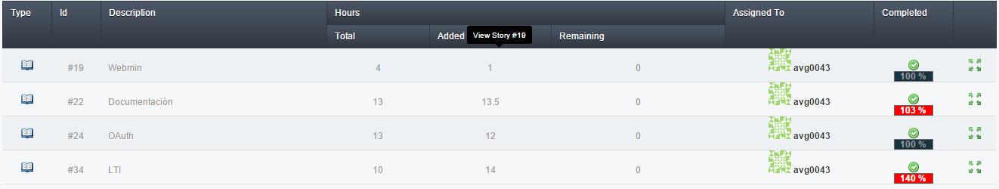 Type Id Description Hours Assigned To Completed
Total Added View Story #19 Remaining
#19 Webmin 4 1 0 avg0043 100 %
#22 Documentación 13 13.5 0 avg0043 103 %
#24 OAuth 13 12 0 avg0043 100 %
#34 LTI 10 14 0 avg0043 140 %